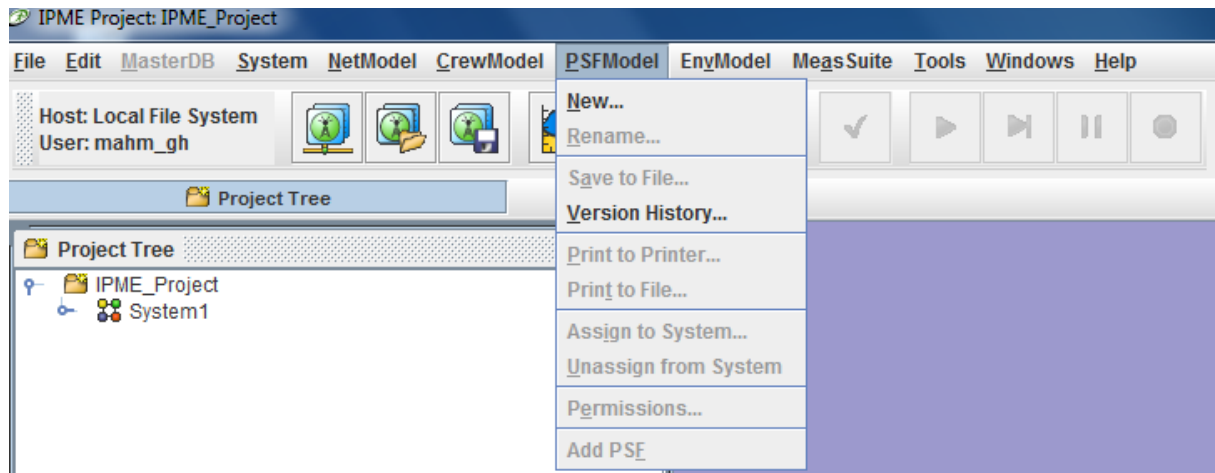 IPME Project: IPME_Project
File Edit MasterDB System NetModel CrewModel PSFModel EnvModel MeasSuite Tools Windows Help
Host: Local File System
User: mahm_gh
Project Tree
Project Tree
IPME_Project
System1
New...
Rename...
Save to File...
Version History...
Print to Printer...
Print to File...
Assign to System...
Unassign from System
Permissions...
Add PSF